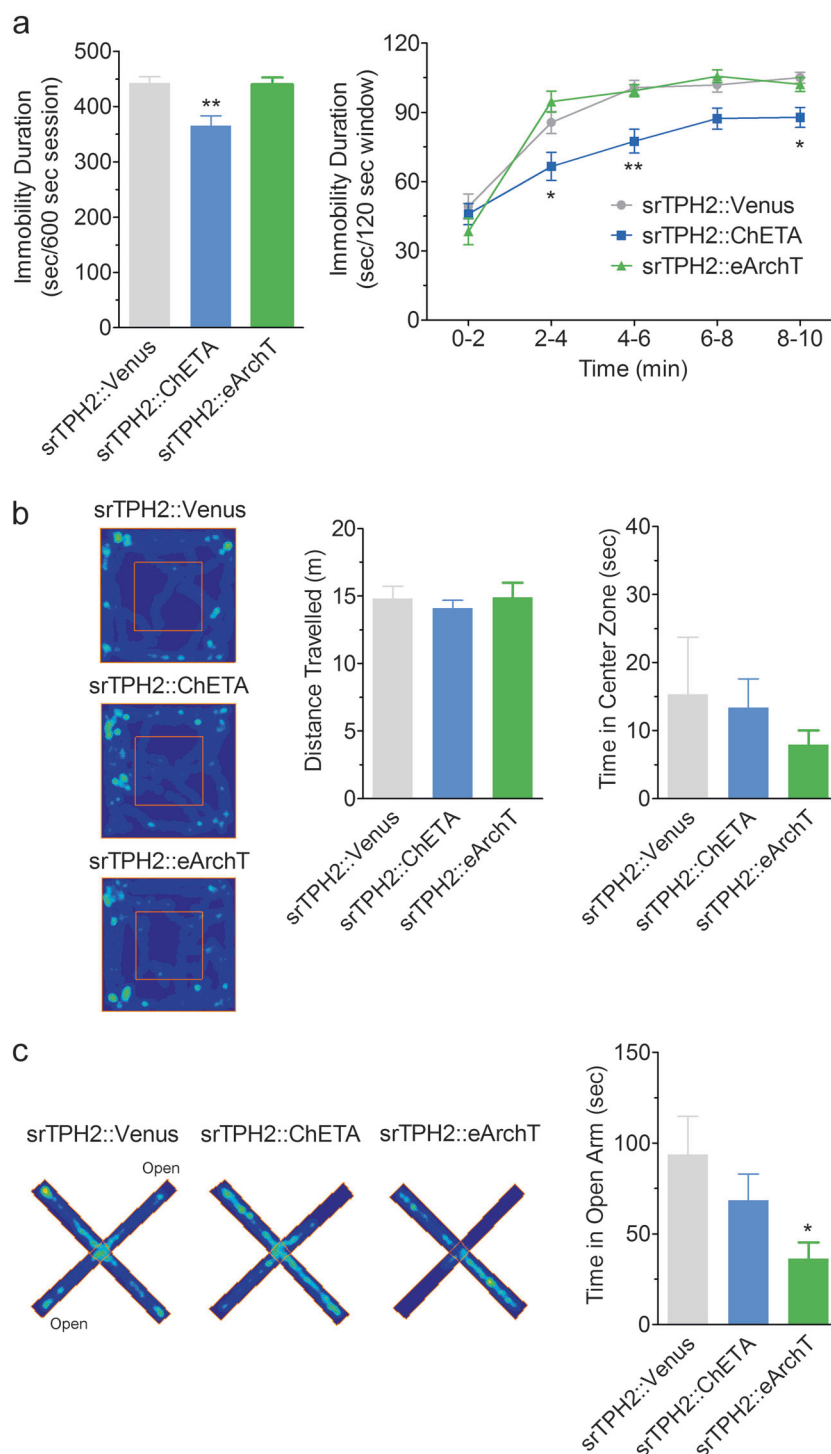 a
Immobility Duration
(sec/600 sec session)
450
400
350
300
200
100
0
**
srTPH2::Venus
srTPH2::ChETA
srTPH2::eArchT
Immobility Duration
(sec/120 sec window)
120
90
60
30
0
*
**
*
srTPH2::Venus
srTPH2::ChETA
srTPH2::eArchT
0-2
2-4
4-6
6-8
8-10
Time (min)
b
srTPH2::Venus
srTPH2::ChETA
srTPH2::eArchT
Distance Travelled (m)
20
15
10
5
0
srTPH2::Venus
srTPH2::ChETA
srTPH2::eArchT
Time in Center Zone (sec)
40
30
20
10
0
srTPH2::Venus
srTPH2::ChETA
srTPH2::eArchT
c
srTPH2::Venus
srTPH2::ChETA
srTPH2::eArchT
Open
Open
Time in Open Arm (sec)
150
100
50
0
*
srTPH2::Venus
srTPH2::ChETA
srTPH2::eArchT